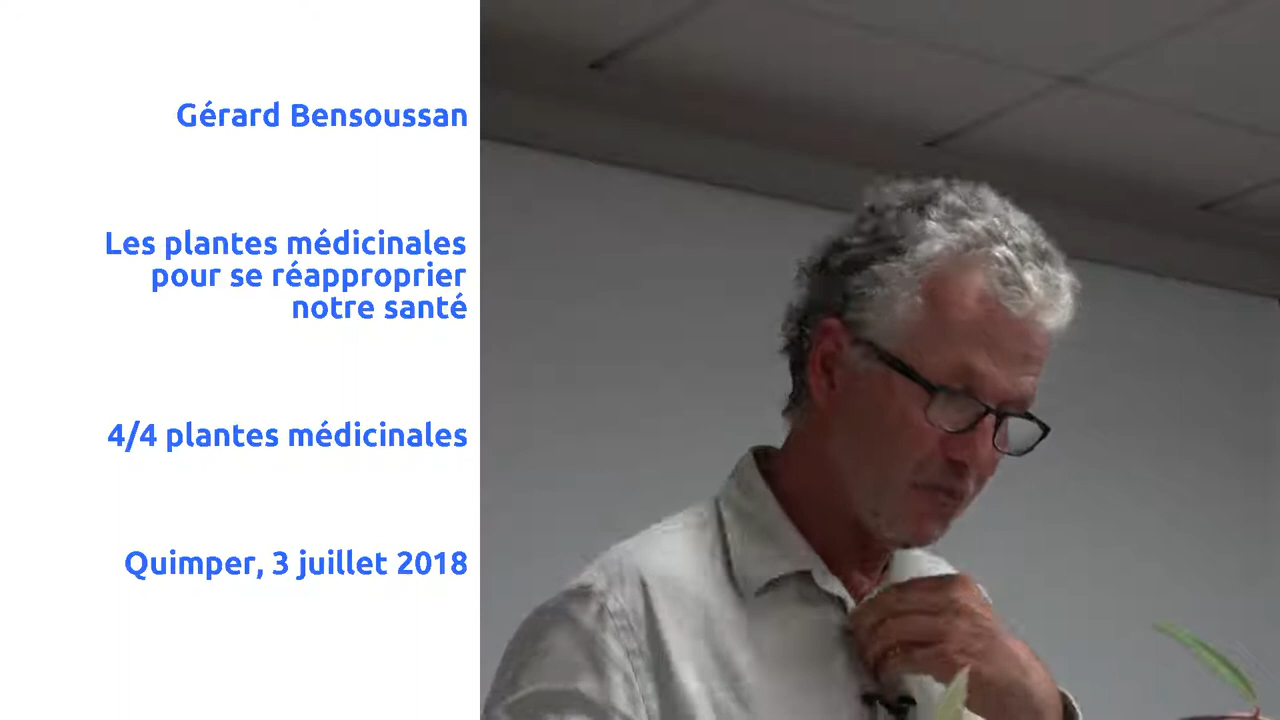 Gérard Bensoussan
Les plantes médicinales
pour se réapproprier
notre santé
4/4 plantes médicinales
Quimper, 3 juillet 2018